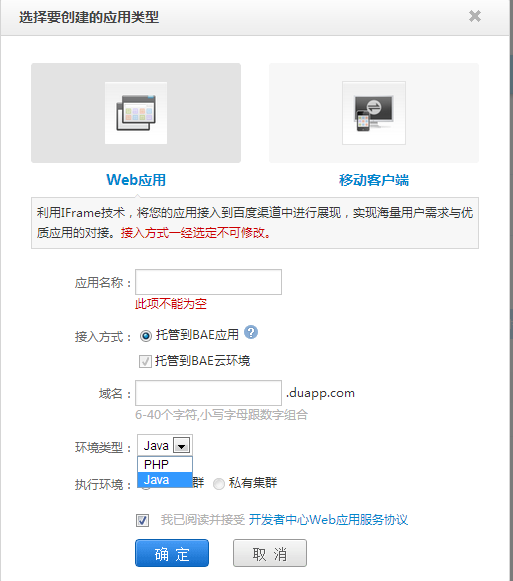 选择要创建的应用类型
Web应用
移动客户端
利用IFrame技术，将您的应用接入到百度渠道中进行展现，实现海量用户需求与优
质应用的对接。接入方式一经选定不可修改。
应用名称：
此项不能为空
接入方式： 托管到BAE应用 ?
托管到BAE云环境
域名： .duapp.com
6-40个字符,小写字母跟数字组合
环境类型： Java
PHP
Java
执行环境： 群 私有集群
我已阅读并接受 开发者中心Web应用服务协议
确 定 取 消